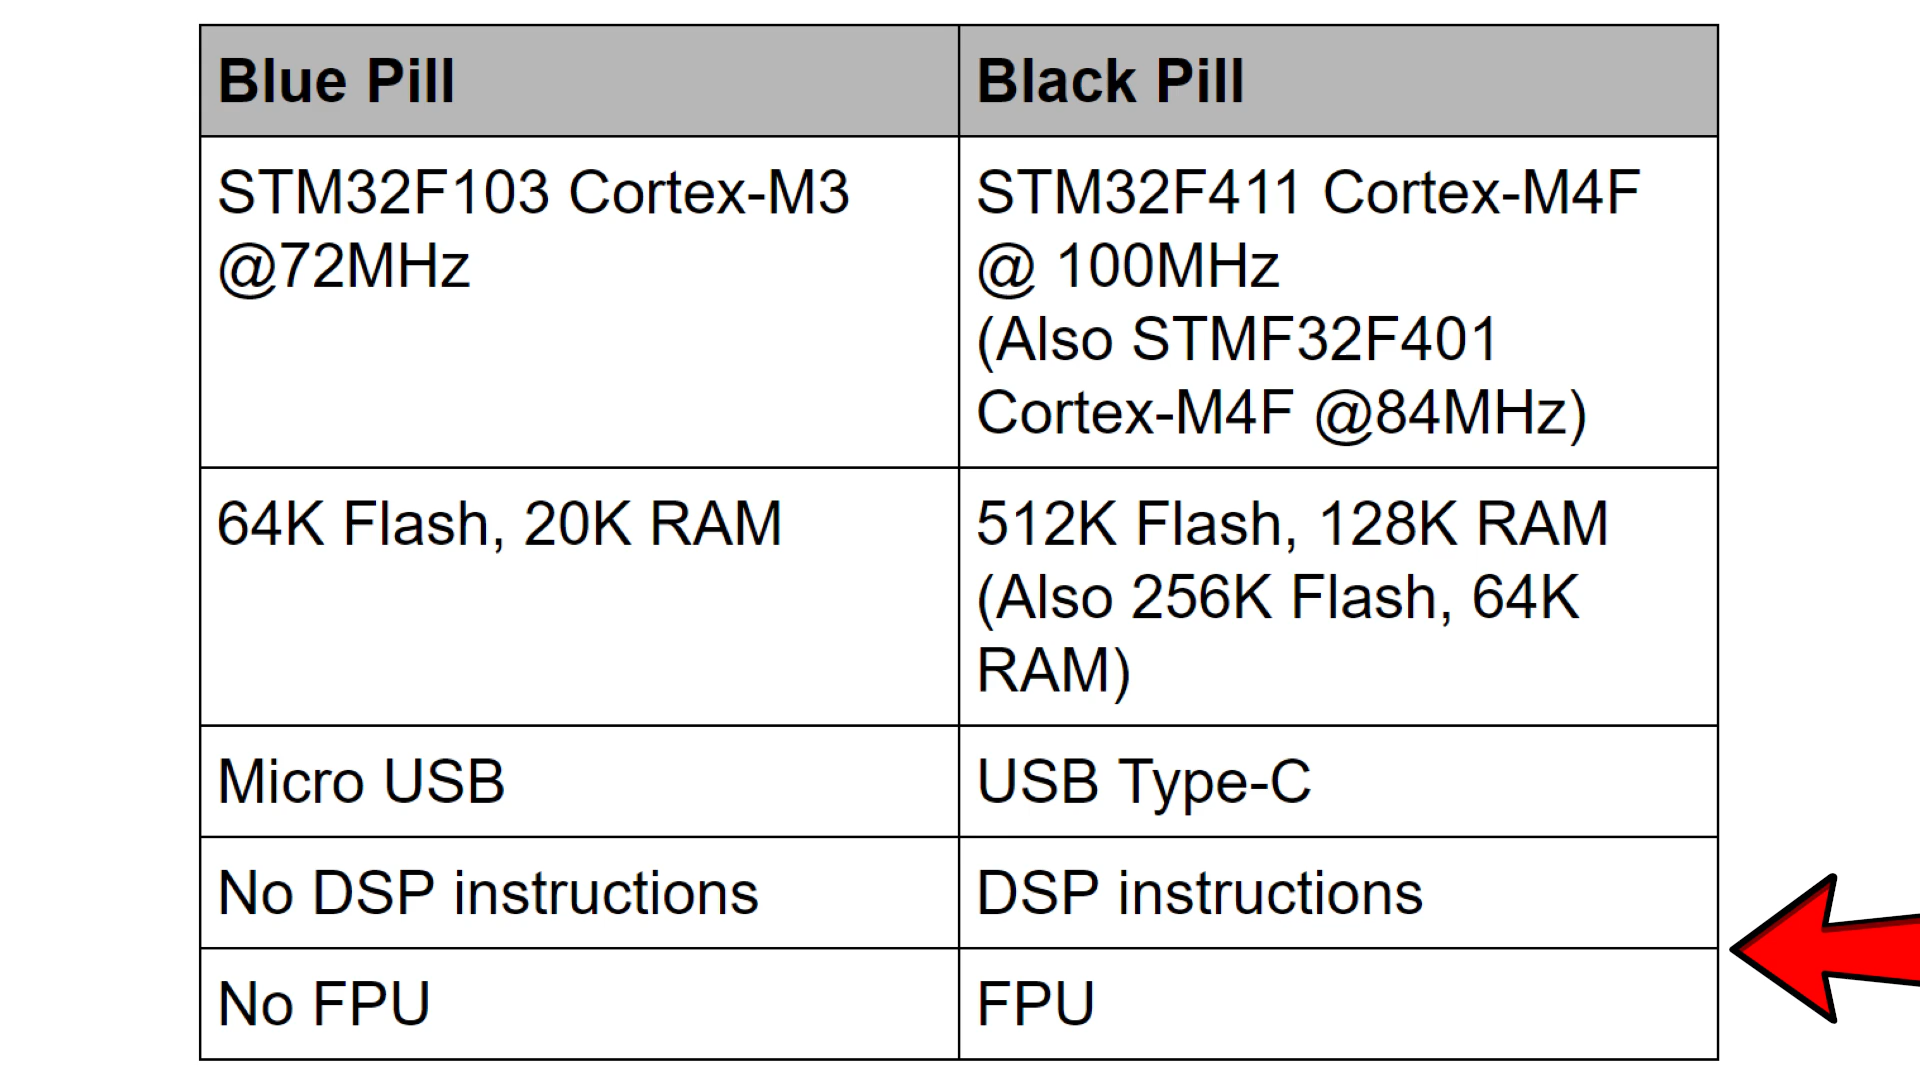 Blue Pill
Black Pill
STM32F103 Cortex-M3
@72MHz
STM32F411 Cortex-M4F
@ 100MHz
(Also STMF32F401
Cortex-M4F @84MHz)
64K Flash, 20K RAM
512K Flash, 128K RAM
(Also 256K Flash, 64K
RAM)
Micro USB
USB Type-C
No DSP instructions
DSP instructions
No FPU
FPU